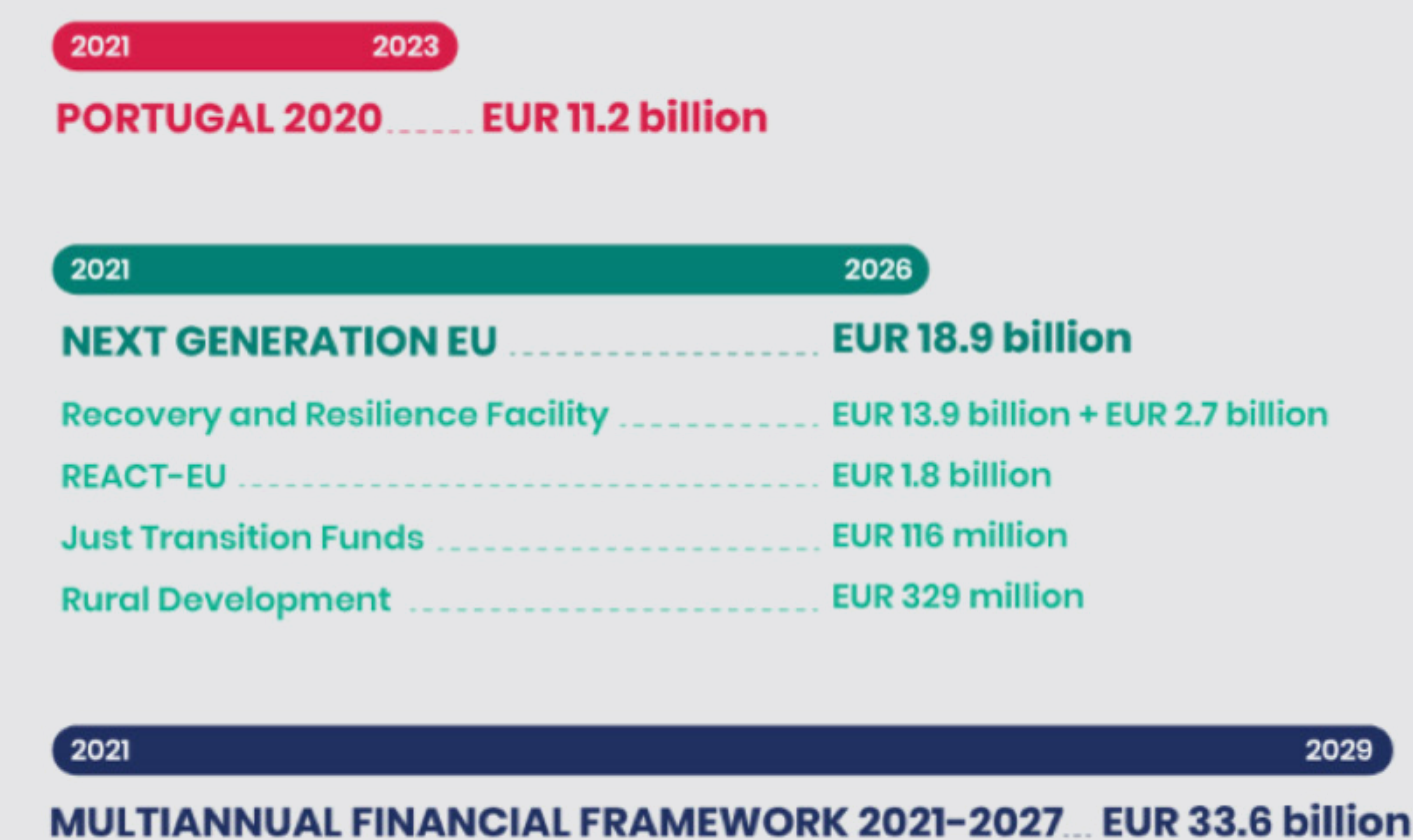 2021 2023
PORTUGAL 2020 EUR 11.2 billion
2021 2026
NEXT GENERATION EU EUR 18.9 billion
Recovery and Resilience Facility EUR 13.9 billion + EUR 2.7 billion
REACT-EU EUR 1.8 billion
Just Transition Funds EUR 116 million
Rural Development EUR 329 million
2021 2029
MULTIANNUAL FINANCIAL FRAMEWORK 2021-2027 EUR 33.6 billion